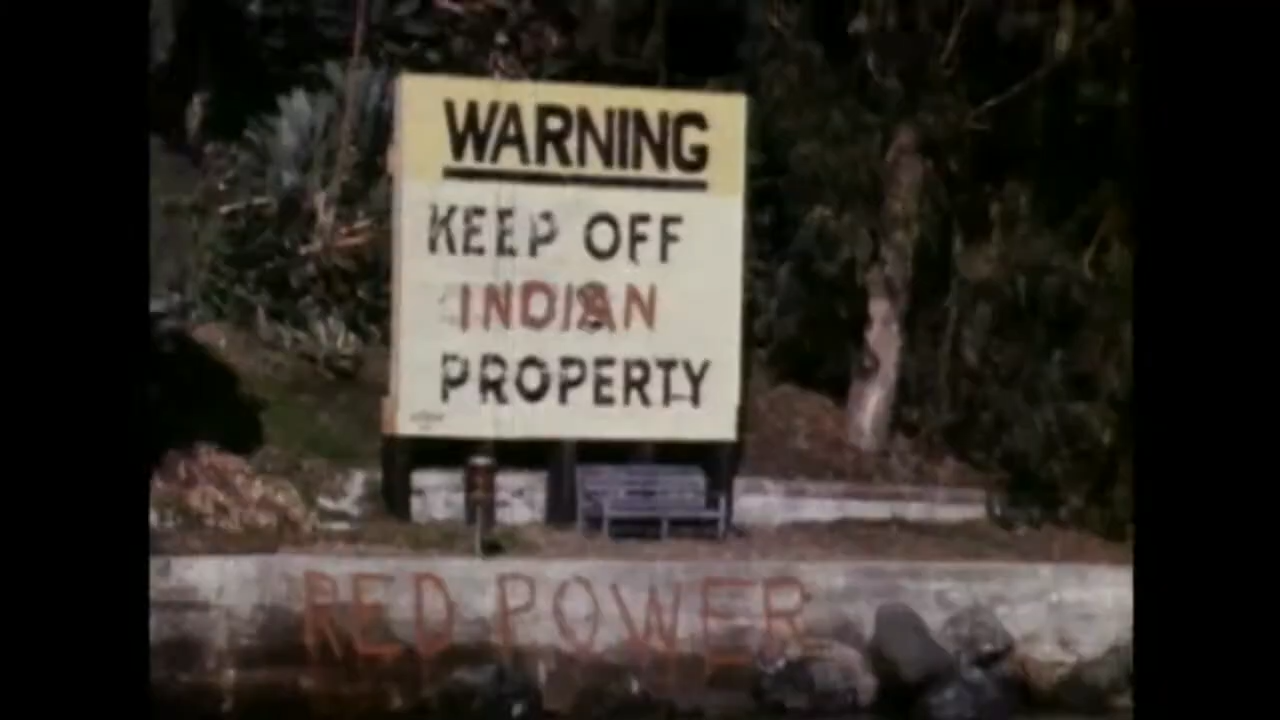 WARNING
KEEP OFF
INDIAN
PROPERTY
RED POWER